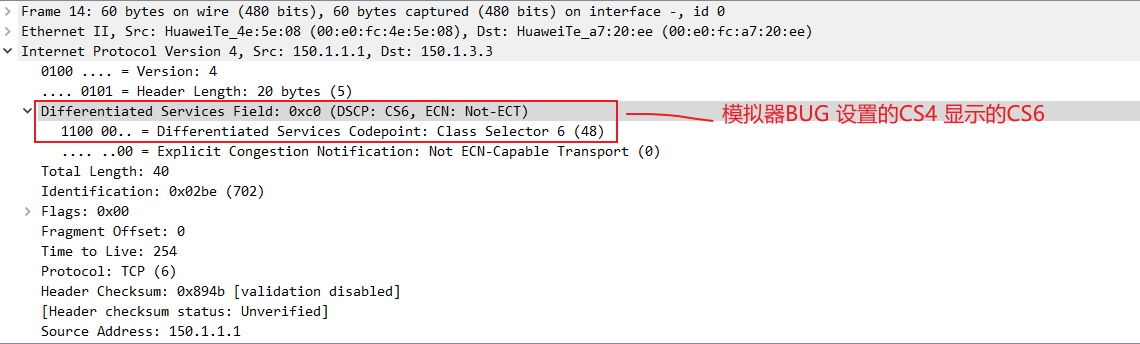 Frame 14: 60 bytes on wire (480 bits), 60 bytes captured (480 bits) on interface -, id 0
Ethernet II, Src: HuaweiTe_4e:5e:08 (00:e0:fc:4e:5e:08), Dst: HuaweiTe_a7:20:ee (00:e0:fc:a7:20:ee)
Internet Protocol Version 4, Src: 150.1.1.1, Dst: 150.1.3.3
0100 .... = Version: 4
.... 0101 = Header Length: 20 bytes (5)
Differentiated Services Field: 0xc0 (DSCP: CS6, ECN: Not-ECT)
模拟器BUG 设置的CS4 显示的CS6
1100 00.. = Differentiated Services Codepoint: Class Selector 6 (48)
.... ..00 = Explicit Congestion Notification: Not ECN-Capable Transport (0)
Total Length: 40
Identification: 0x02be (702)
Flags: 0x00
Fragment Offset: 0
Time to Live: 254
Protocol: TCP (6)
Header Checksum: 0x894b [validation disabled]
[Header checksum status: Unverified]
Source Address: 150.1.1.1